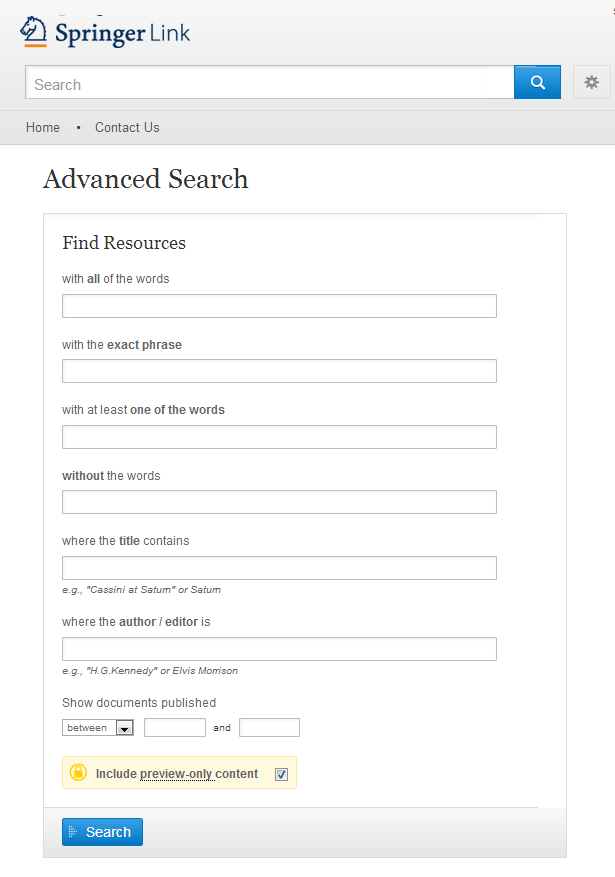 Springer Link
Search
Home • Contact Us
Advanced Search
Find Resources
with all of the words
with the exact phrase
with at least one of the words
without the words
where the title contains
e.g., "Cassini at Saturn" or Saturn
where the author / editor is
e.g., "H.G.Kennedy" or Elvis Morrison
Show documents published
between and
Include preview-only content
Search